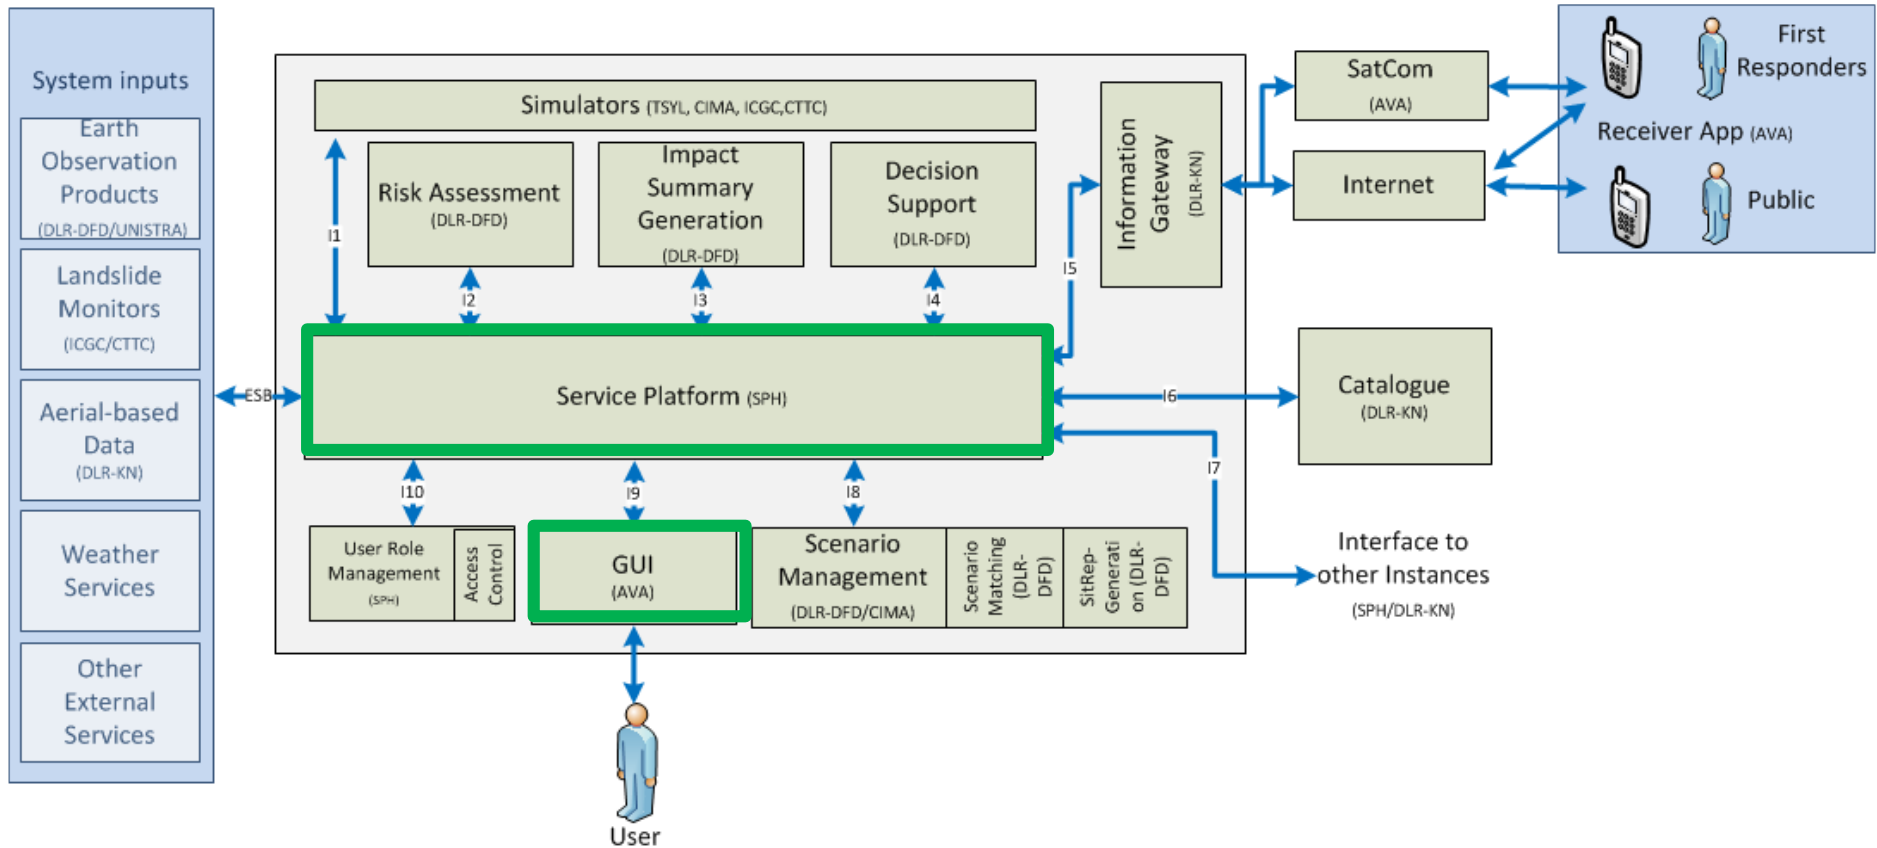 System inputs
Earth
Observation
Products
(DLR-DFD/UNISTRA)
Landslide
Monitors
(ICGC/CTTC)
Aerial-based
Data
(DLR-KN)
Weather
Services
Other
External
Services
ESB
Simulators (TSYL, CIMA, ICGC,CTTC)
I1
Risk Assessment
(DLR-DFD)
I2
Impact
Summary
Generation
(DLR-DFD)
I3
Decision
Support
(DLR-DFD)
I4
Information
Gateway
(DLR-KN)
I5
Service Platform (SPH)
I6
I7
I10
I9
I8
User Role
Management
(SPH)
Access
Control
GUI
(AVA)
Scenario
Management
(DLR-DFD/CIMA)
Scenario
Matching
(DLR-
DFD)
SitRep-
Generati
on (DLR-
DFD)
User
SatCom
(AVA)
Internet
First
Responders
Receiver App (AVA)
Public
Catalogue
(DLR-KN)
Interface to
other Instances
(SPH/DLR-KN)